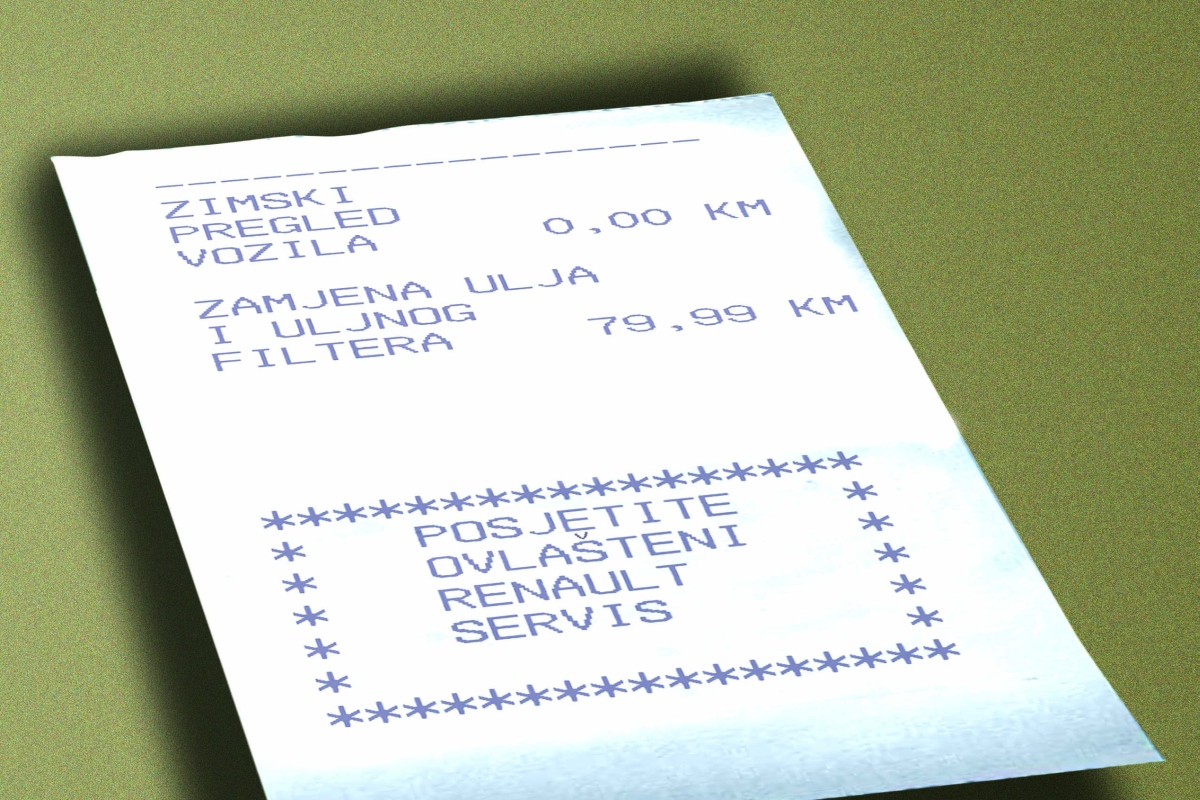 --------------------
ZIMSKI
PREGLED 0,00 KM
VOZILA
ZAMJENA ULJA
I ULJNOG 79,99 KM
FILTERA
*****************
* POSJETITE *
* OVLAŠTENI *
* RENAULT *
* SERVIS *
* *
*****************